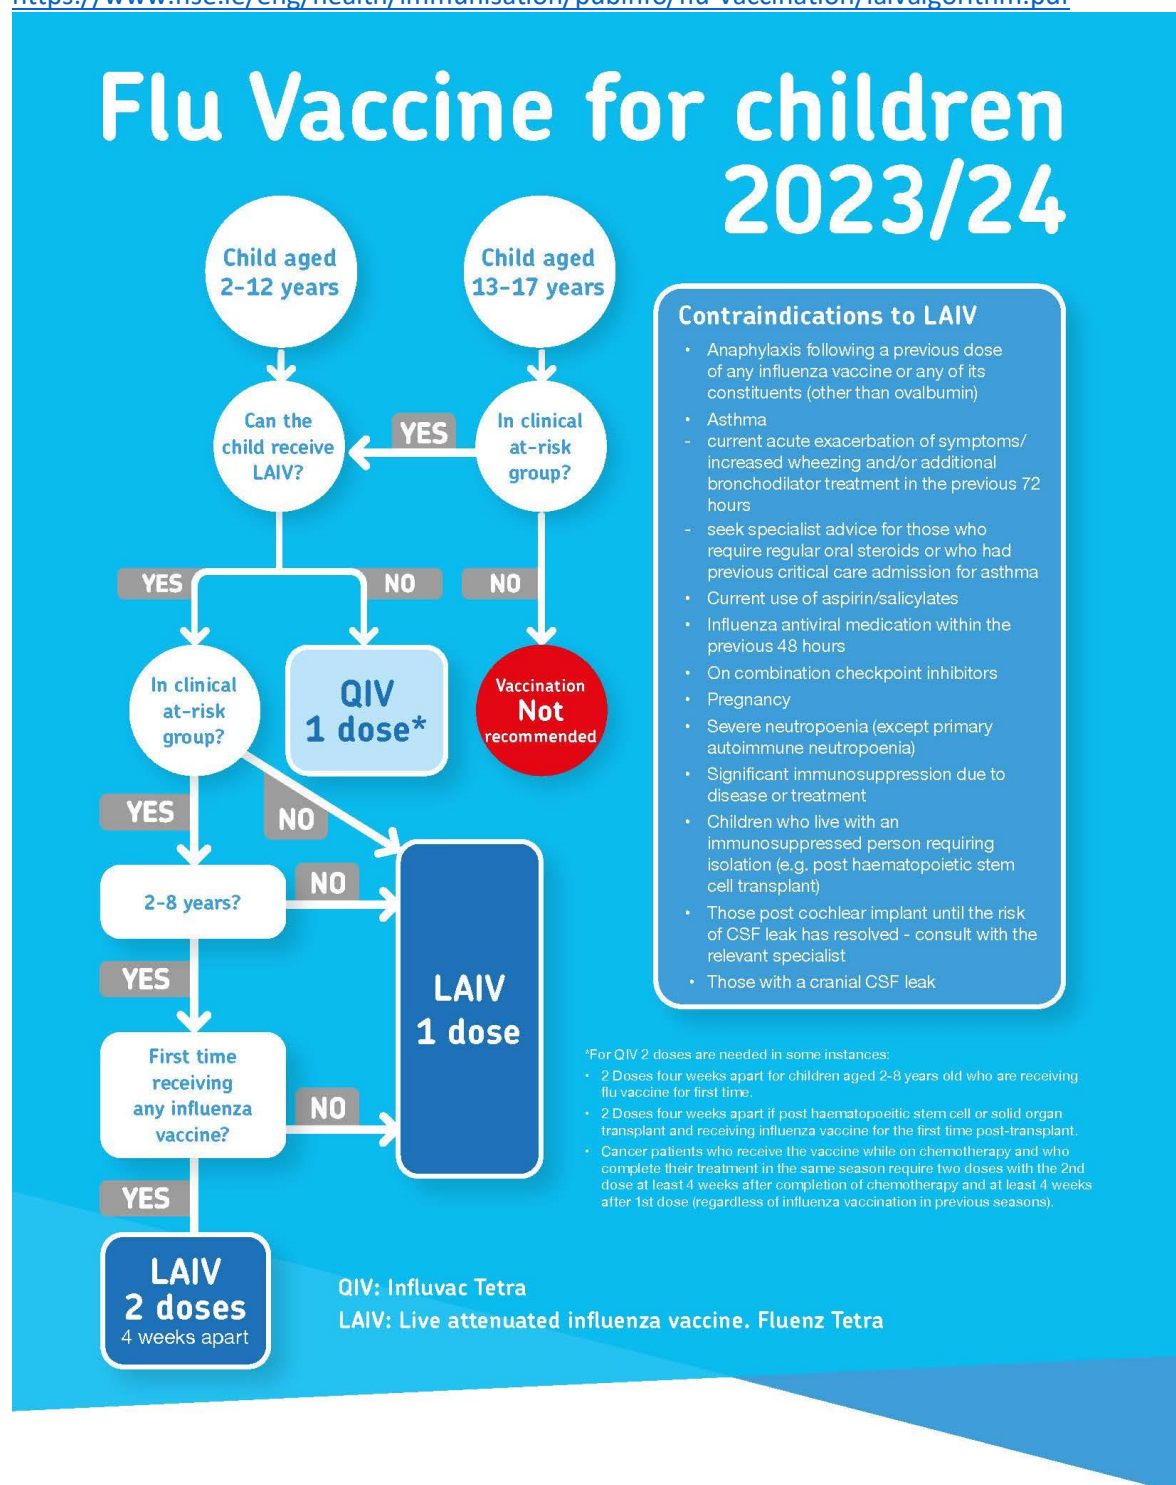 https://www.hse.ie/eng/health/immunisation/pubinfo/flu-vaccination/laivalgorithm.pdf
Flu Vaccine for children
2023/24
Child aged
2-12 years
Child aged
13-17 years
Can the
child receive
LAIV?
YES
In clinical
at-risk
group?
YES
NO
NO
In clinical
at-risk
group?
QIV
1 dose*
Vaccination
Not
recommended
YES
NO
2-8 years?
NO
YES
LAIV
1 dose
First time
receiving
any influenza
vaccine?
NO
YES
LAIV
2 doses
4 weeks apart
Contraindications to LAIV
• Anaphylaxis following a previous dose
of any influenza vaccine or any of its
constituents (other than ovalbumin)
• Asthma
- current acute exacerbation of symptoms/
increased wheezing and/or additional
bronchodilator treatment in the previous 72
hours
- seek specialist advice for those who
require regular oral steroids or who had
previous critical care admission for asthma
• Current use of aspirin/salicylates
• Influenza antiviral medication within the
previous 48 hours
• On combination checkpoint inhibitors
• Pregnancy
• Severe neutropoenia (except primary
autoimmune neutropoenia)
• Significant immunosuppression due to
disease or treatment
• Children who live with an
immunosuppressed person requiring
isolation (e.g. post haematopoietic stem
cell transplant)
• Those post cochlear implant until the risk
of CSF leak has resolved - consult with the
relevant specialist
• Those with a cranial CSF leak
*For QIV 2 doses are needed in some instances:
• 2 Doses four weeks apart for children aged 2-8 years old who are receiving
flu vaccine for first time.
• 2 Doses four weeks apart if post haematopoeitic stem cell or solid organ
transplant and receiving influenza vaccine for the first time post-transplant.
• Cancer patients who receive the vaccine while on chemotherapy and who
complete their treatment in the same season require two doses with the 2nd
dose at least 4 weeks after completion of chemotherapy and at least 4 weeks
after 1st dose (regardless of influenza vaccination in previous seasons).
QIV: Influvac Tetra
LAIV: Live attenuated influenza vaccine. Fluenz Tetra